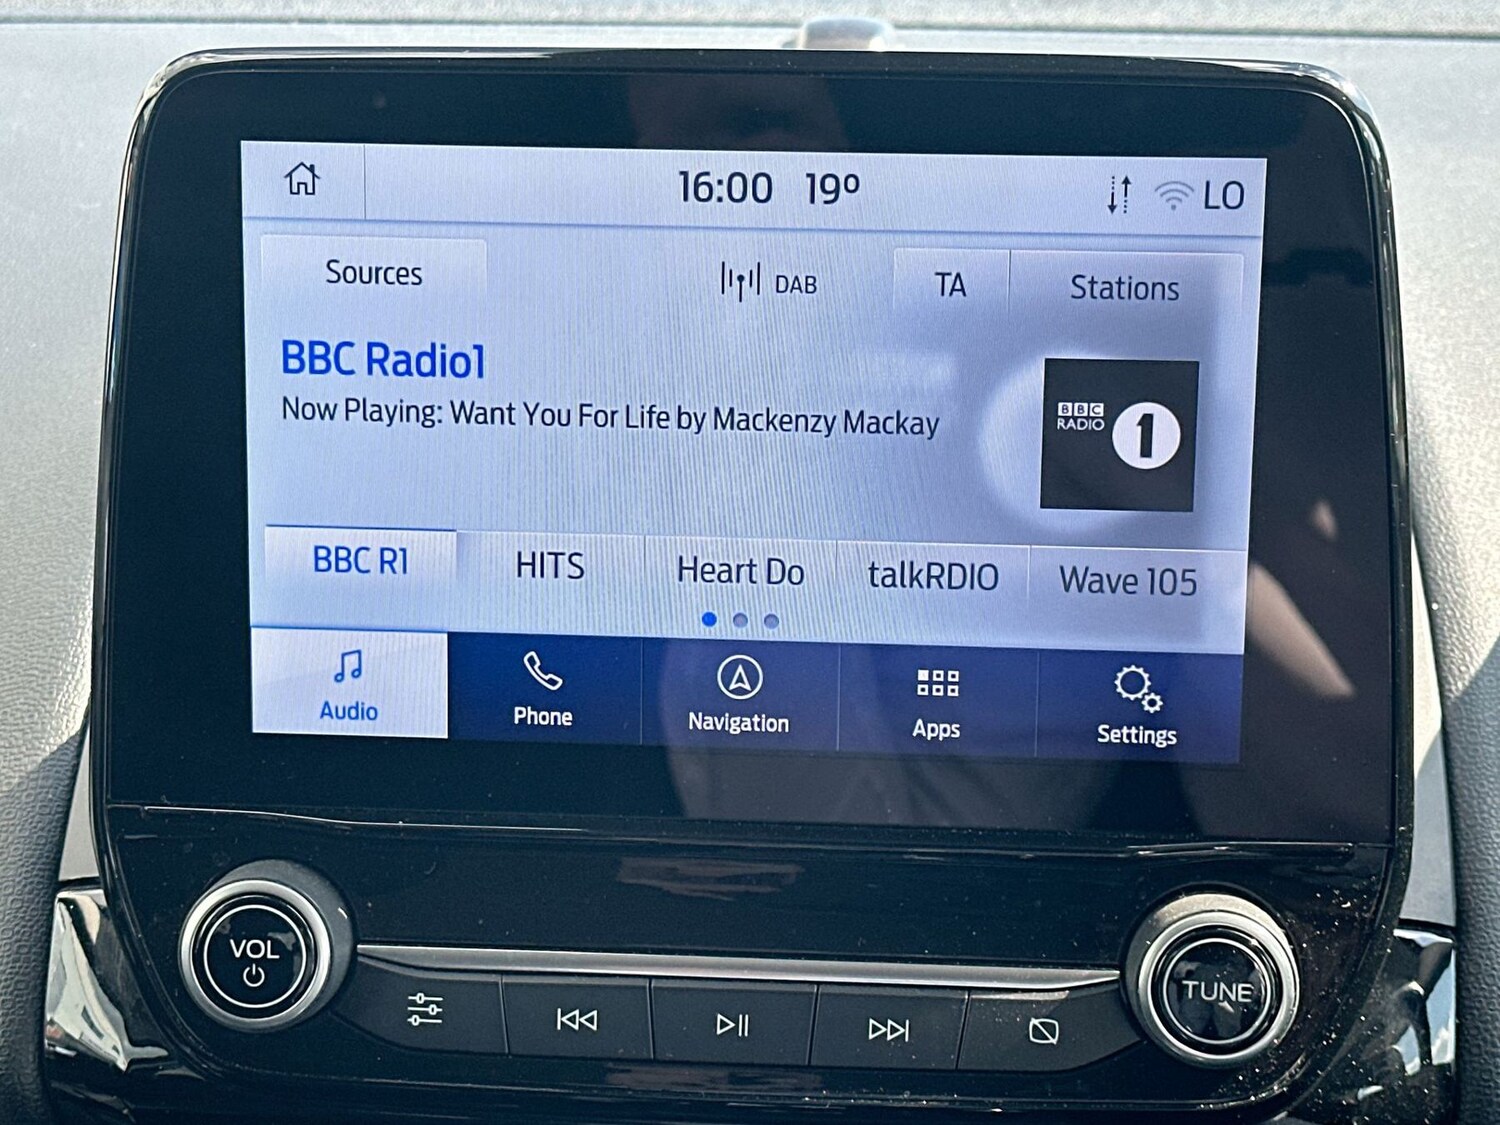 16:00 19º LO
Sources DAB TA Stations
BBC Radio1
Now Playing: Want You For Life by Mackenzy Mackay
BBC
RADIO 1
BBC R1 HITS Heart Do talkRDIO Wave 105
Audio Phone Navigation Apps Settings
VOL TUNE